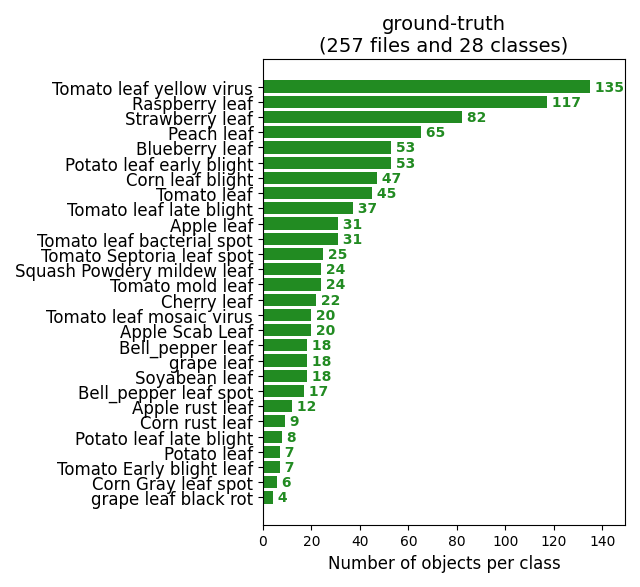 ground-truth
(257 files and 28 classes)
Tomato leaf yellow virus 135
Raspberry leaf 117
Strawberry leaf 82
Peach leaf 65
Blueberry leaf 53
Potato leaf early blight 53
Corn leaf blight 47
Tomato leaf 45
Tomato leaf late blight 37
Apple leaf 31
Tomato leaf bacterial spot 31
Tomato Septoria leaf spot 25
Squash Powdery mildew leaf 24
Tomato mold leaf 24
Cherry leaf 22
Tomato leaf mosaic virus 20
Apple Scab Leaf 20
Bell_pepper leaf 18
grape leaf 18
Soyabean leaf 18
Bell_pepper leaf spot 17
Apple rust leaf 12
Corn rust leaf 9
Potato leaf late blight 8
Potato leaf 7
Tomato Early blight leaf 7
Corn Gray leaf spot 6
grape leaf black rot 4
0 20 40 60 80 100 120 140
Number of objects per class